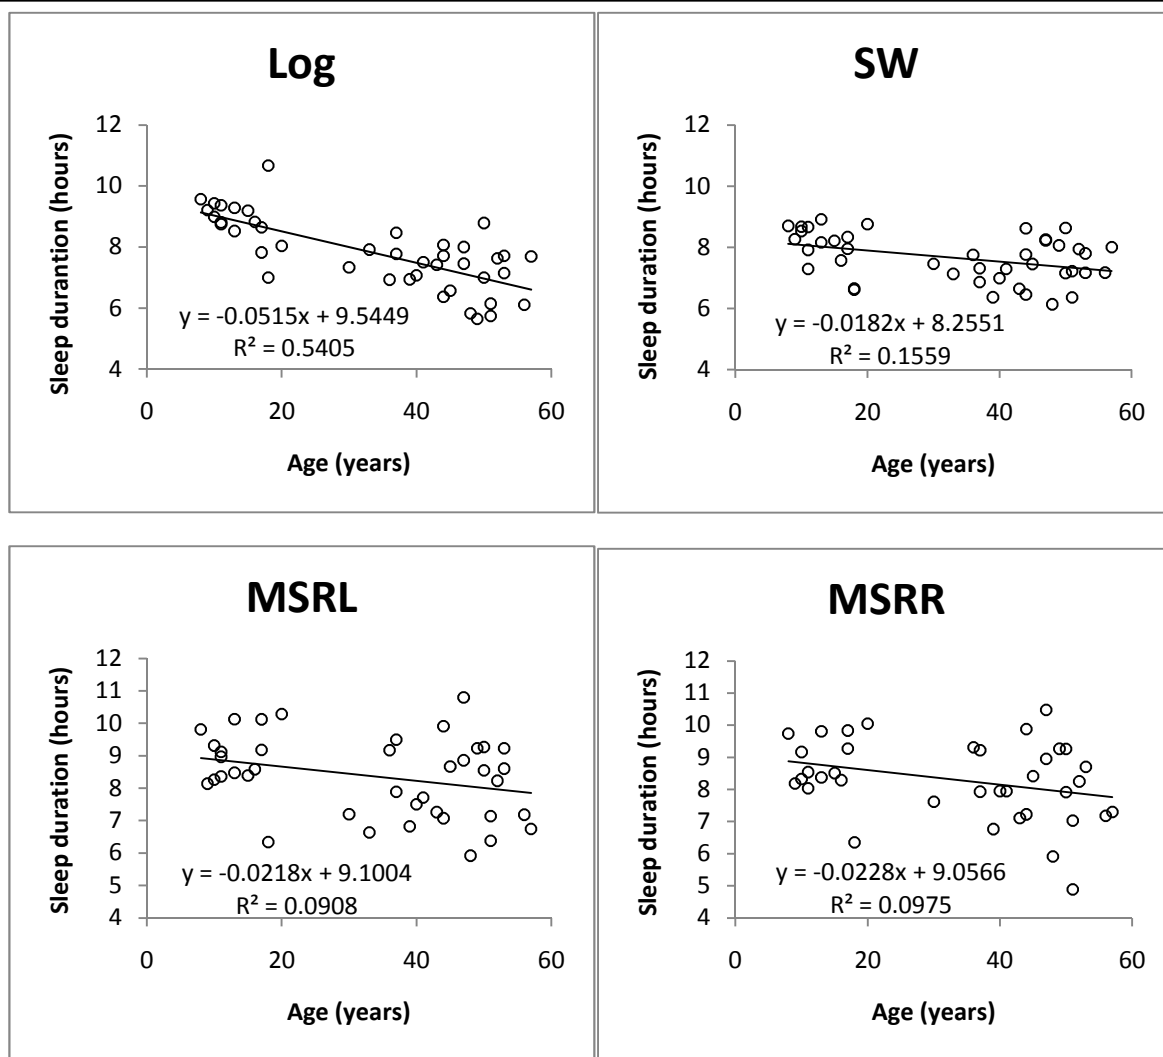 Log
Sleep durantion (hours)
12
10
8
6
4
y = -0.0515x + 9.5449
R² = 0.5405
0
20
40
60
Age (years)
SW
Sleep duration (hours)
12
10
8
6
4
y = -0.0182x + 8.2551
R² = 0.1559
0
20
40
60
Age (years)
MSRL
Sleep duration (hours)
12
11
10
9
8
7
6
5
4
y = -0.0218x + 9.1004
R² = 0.0908
0
20
40
60
Age (years)
MSRR
Sleep duration (hours)
12
11
10
9
8
7
6
5
4
y = -0.0228x + 9.0566
R² = 0.0975
0
20
40
60
Age (years)